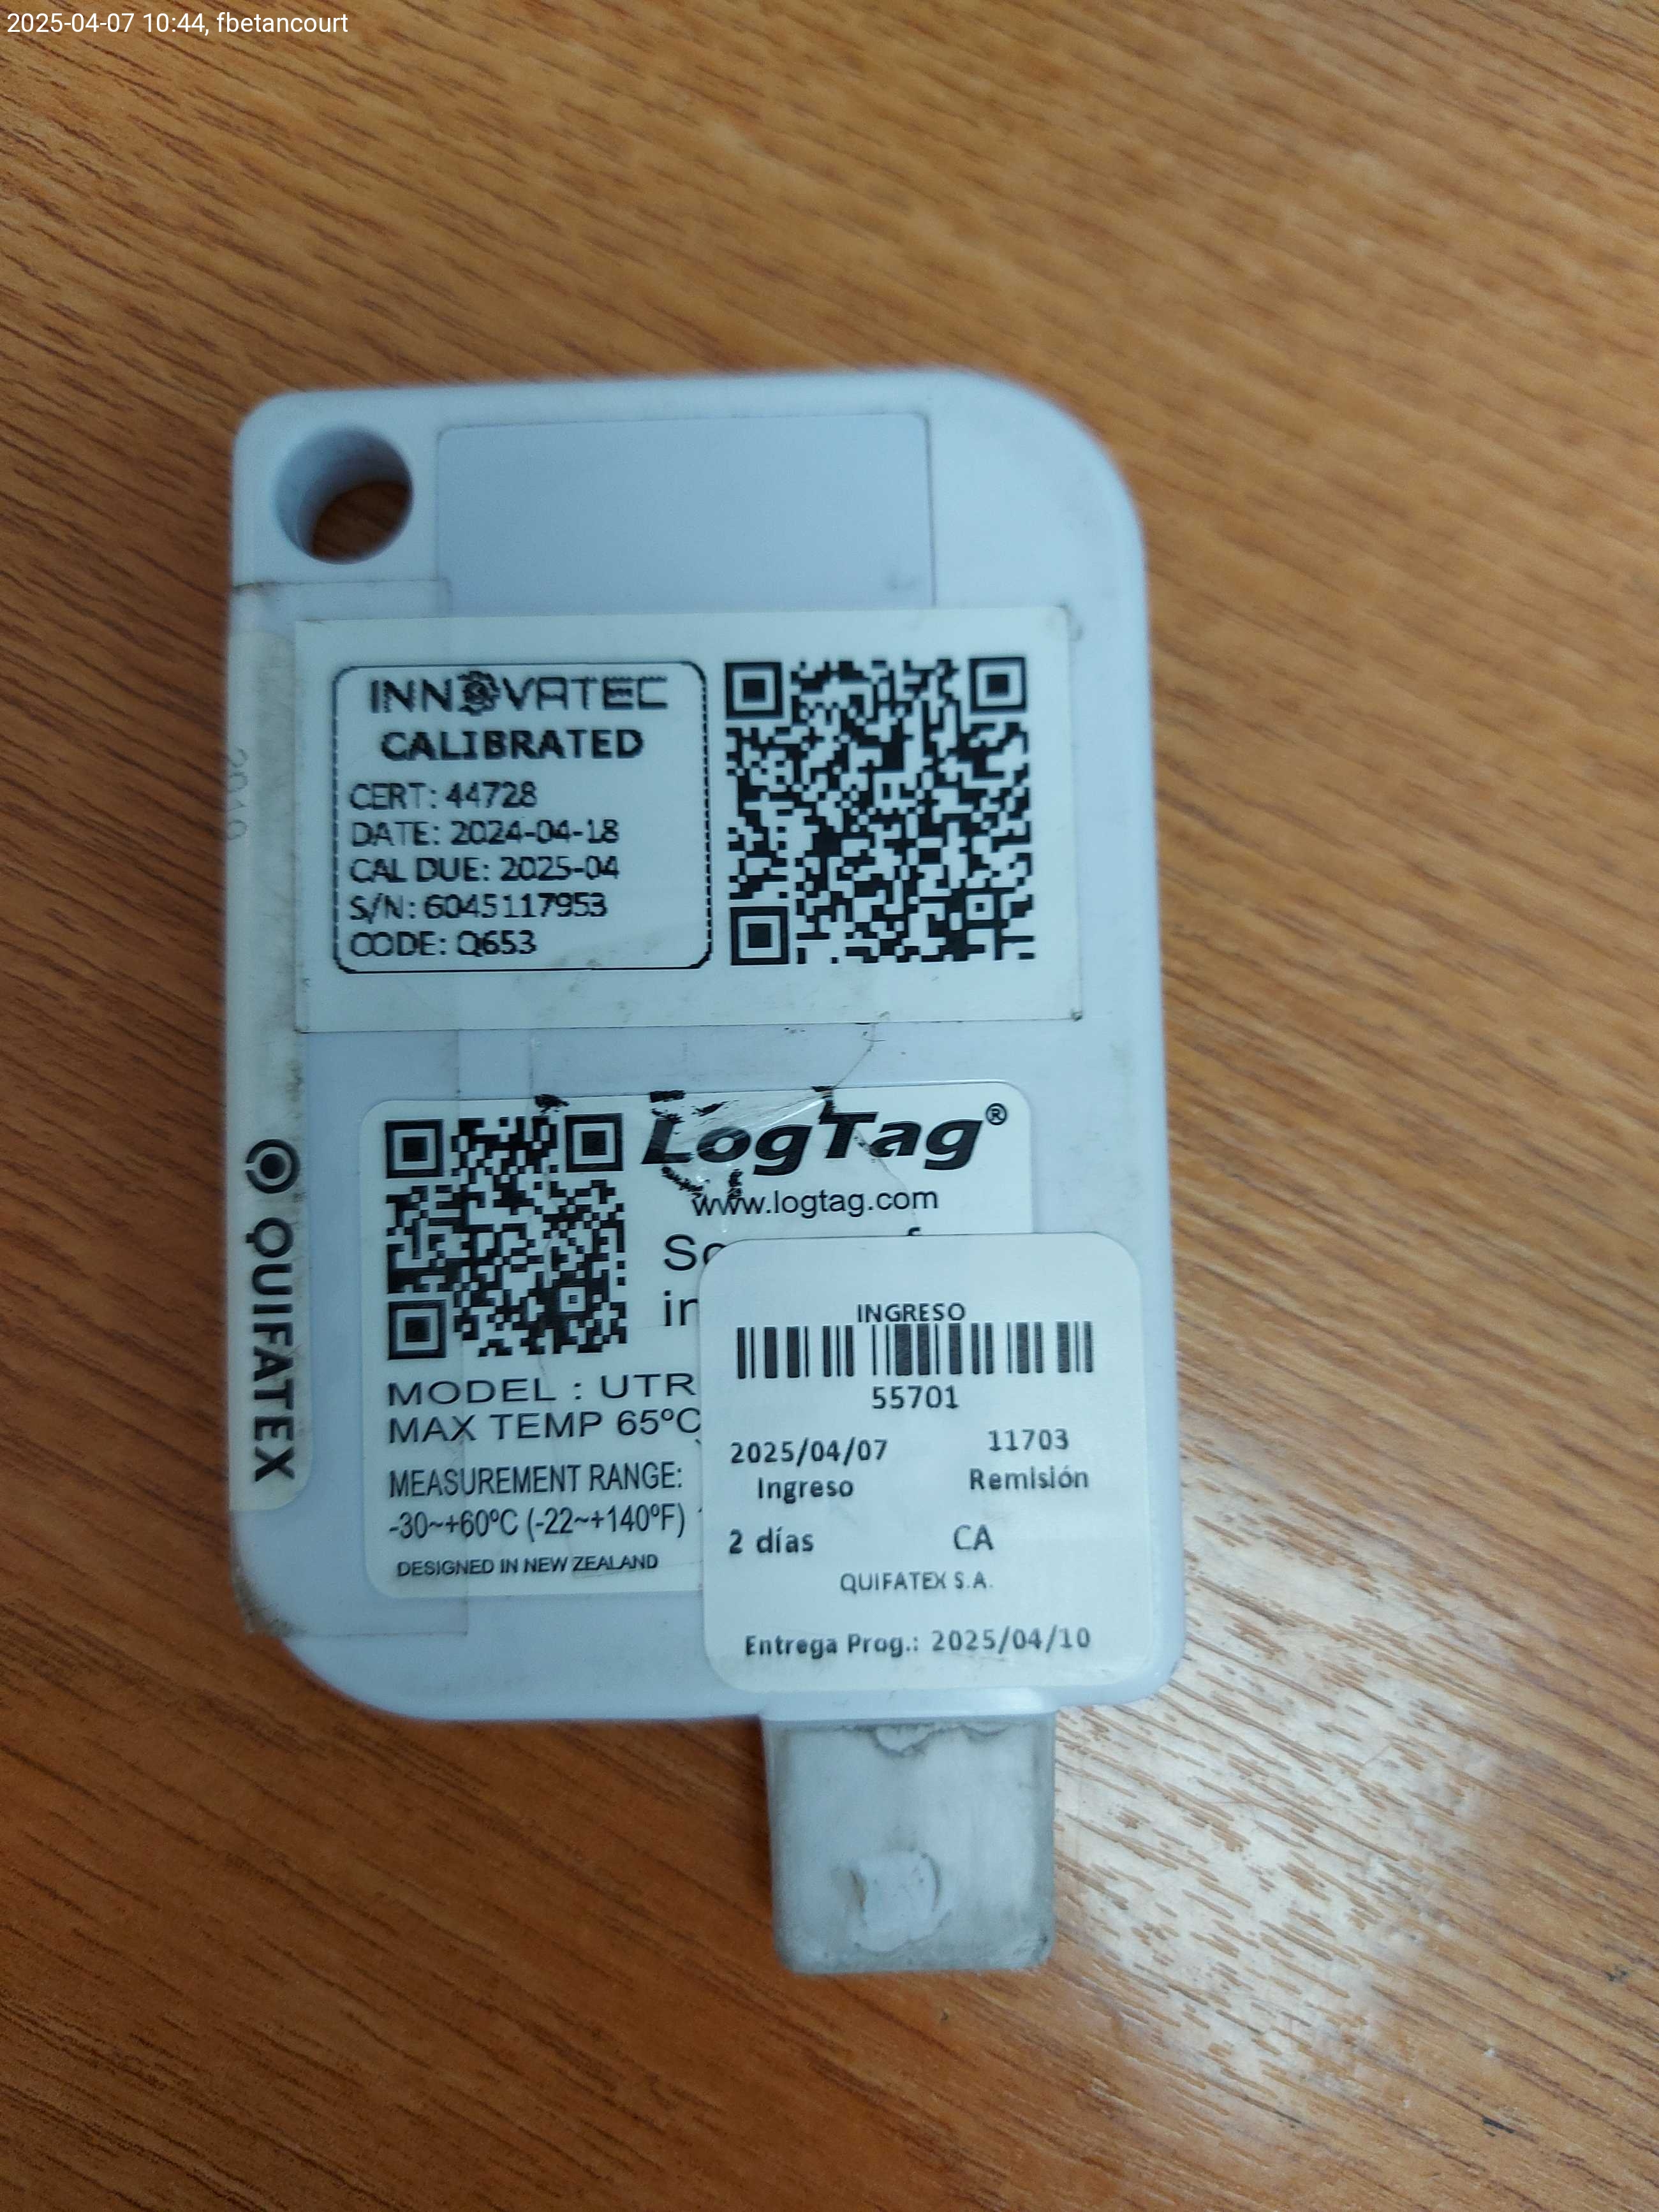 2025-04-07 10:44, fbetancourt
INNOVATEC
CALIBRATED
CERT: 44728
DATE: 2024-04-18
CAL DUE: 2025-04
S/N: 6045117953
CODE: Q653
LogTag®
www.logtag.com
MODEL : UTR
MAX TEMP 65ºC
MEASUREMENT RANGE:
-30~+60ºC (-22~+140ºF)
DESIGNED IN NEW ZEALAND
QUIFATEX
INGRESO
55701
2025/04/07 11703
Ingreso Remisión
2 días CA
QUIFATEX S.A.
Entrega Prog.: 2025/04/10